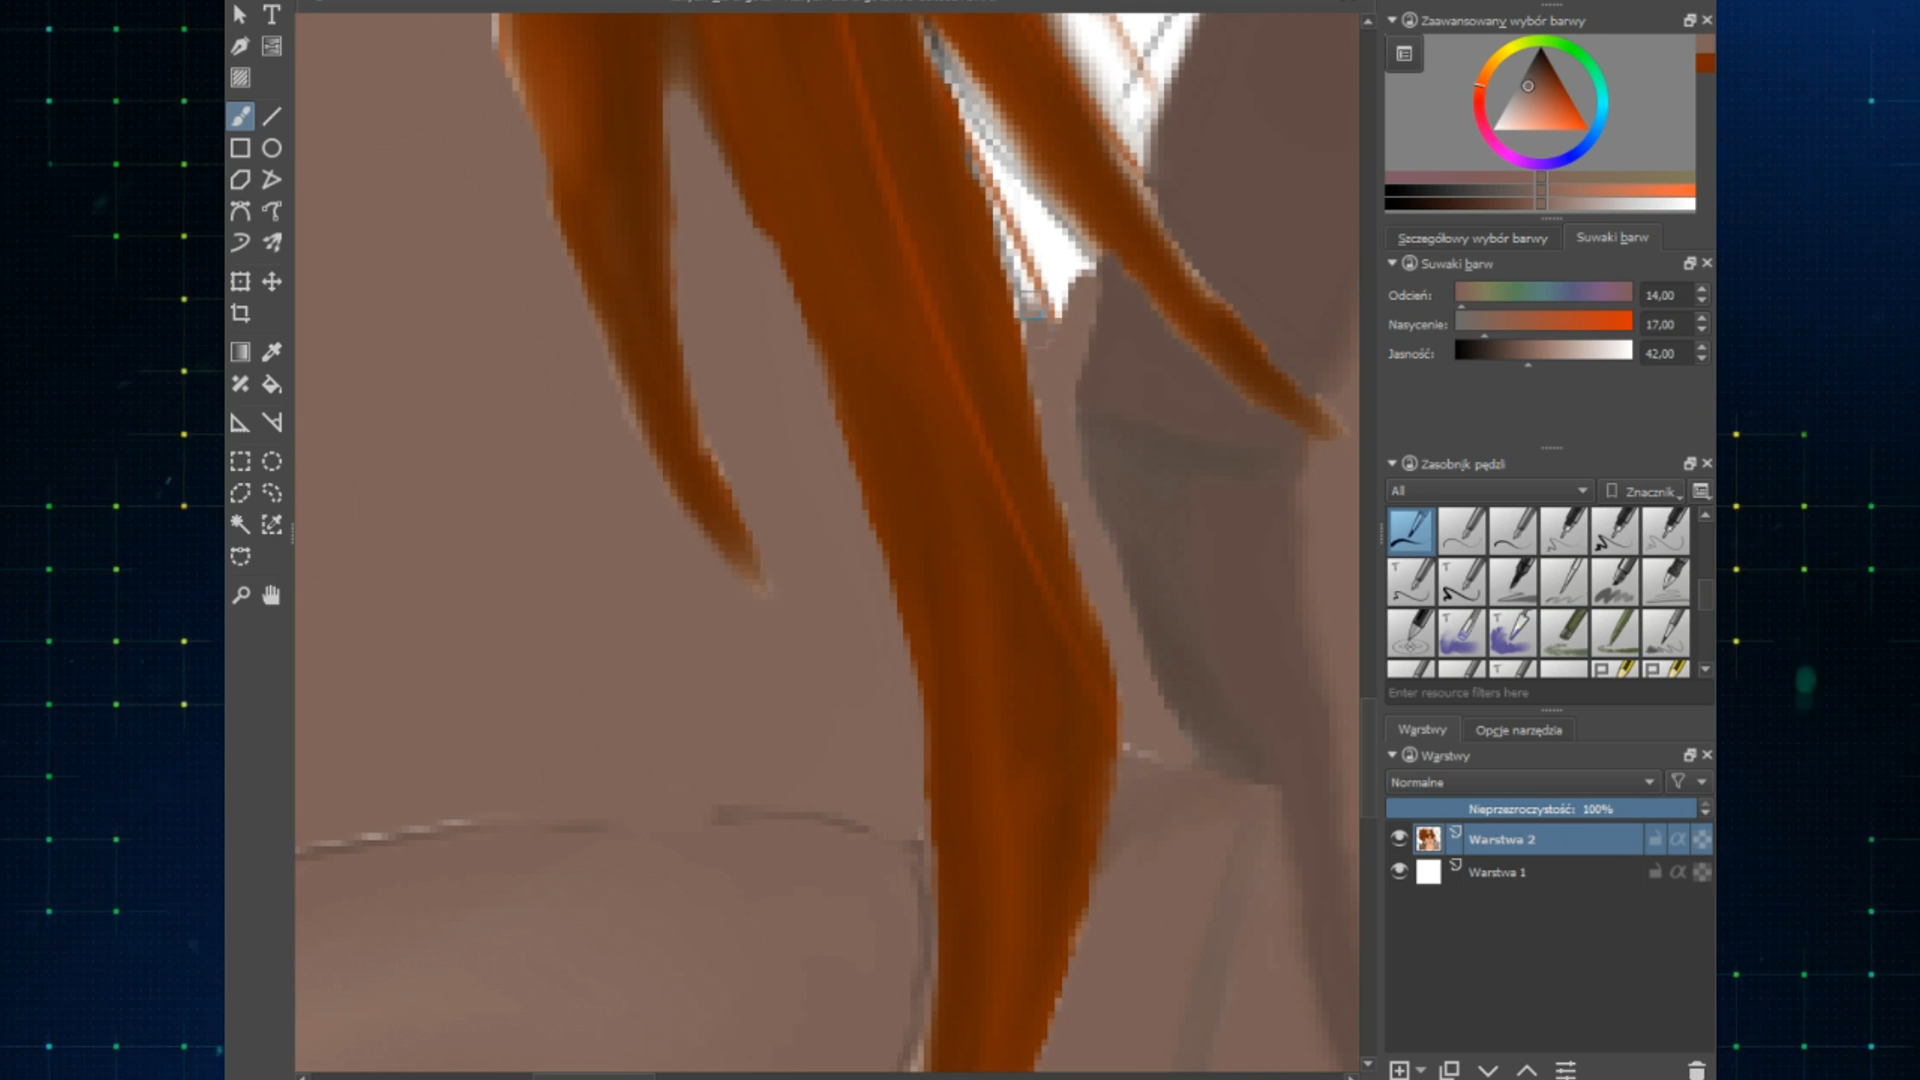 Zaawansowany wybór barwy
Szczegółowy wybór barwy
Suwaki barw
Suwaki barw
Odcień:
14,00
Nasycenie:
17,00
Jasność:
42,00
Zasobnik pędzli
All
Znacznik
Enter resource filters here
Warstwy
Opcje narzędzia
Warstwy
Normalne
Nieprzezroczystość: 100%
Warstwa 2
Warstwa 1